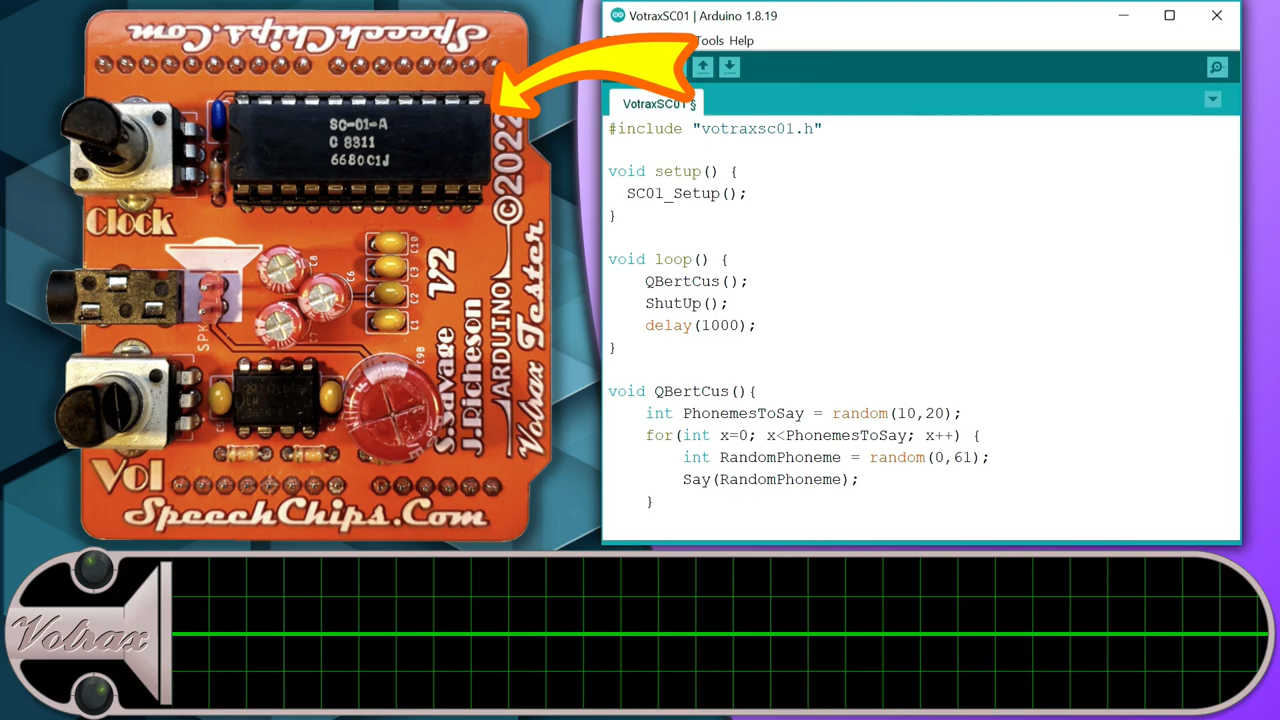 SpeechChips.Com
SC-01-A
C 8311
6680C1J
©2022
Clock
C10
C3
C2
C1
C8
C6
C7
SPK
C9B
V2
S.Savage
J.Richeson
ARDUINO
Votrax Tester
Vol
SpeechChips.Com
VotraxSC01 | Arduino 1.8.19
Tools Help
VotraxSC01 §
#include "votraxsc01.h"
void setup() {
SC01_Setup();
}
void loop() {
QBertCus();
ShutUp();
delay(1000);
}
void QBertCus(){
int PhonemesToSay = random(10,20);
for(int x=0; x<PhonemesToSay; x++) {
int RandomPhoneme = random(0,61);
Say(RandomPhoneme);
}
Votrax